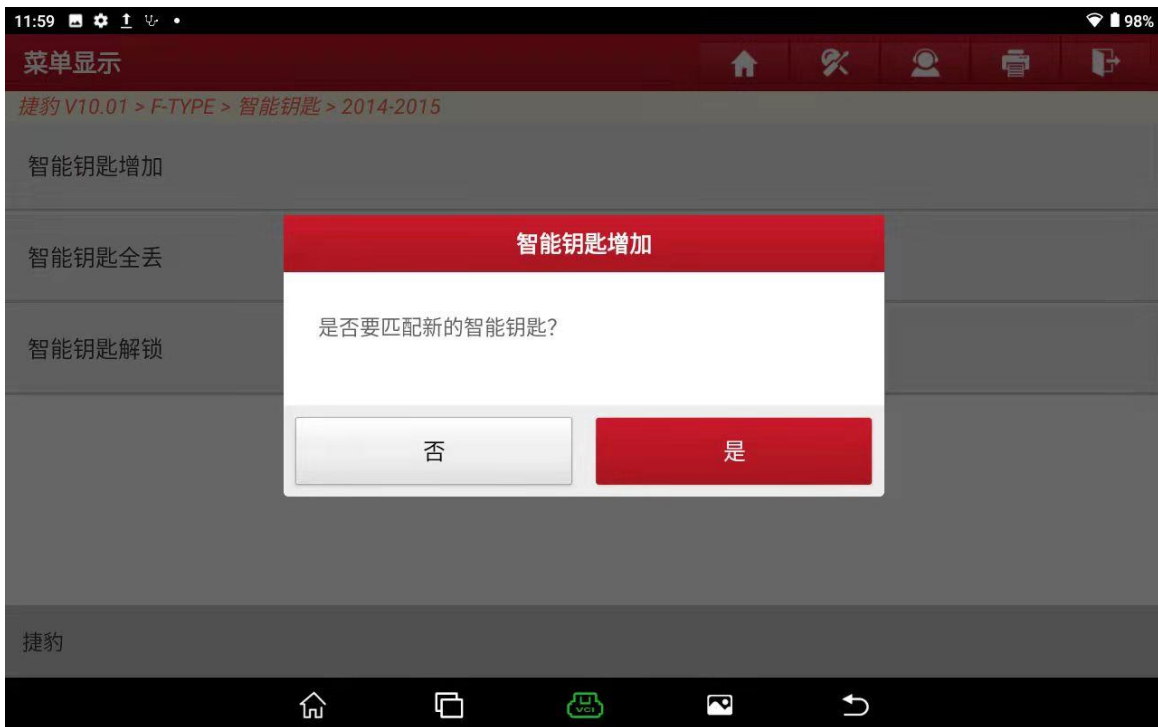 11:59
98%
菜单显示
捷豹 V10.01 > F-TYPE > 智能钥匙 > 2014-2015
智能钥匙增加
智能钥匙全丢
智能钥匙解锁
智能钥匙增加
是否要匹配新的智能钥匙?
否
是
捷豹
VCI